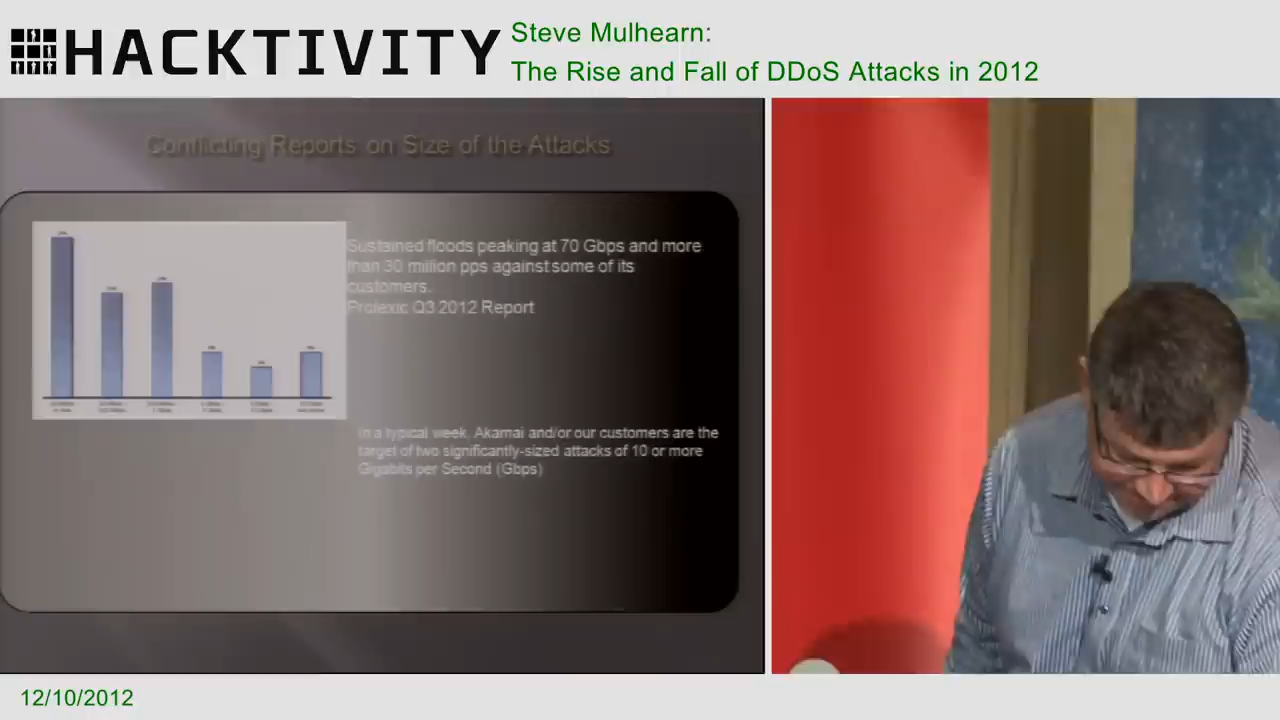 HACKTIVITY
Steve Mulhearn:
The Rise and Fall of DDoS Attacks in 2012
Conflicting Reports on Size of the Attacks
Sustained floods peaking at 70 Gbps and more
than 30 million pps against some of its
customers.
Prolexic Q3 2012 Report
In a typical week, Akamai and/or our customers are the
target of two significantly-sized attacks of 10 or more
Gigabits per Second (Gbps)
12/10/2012